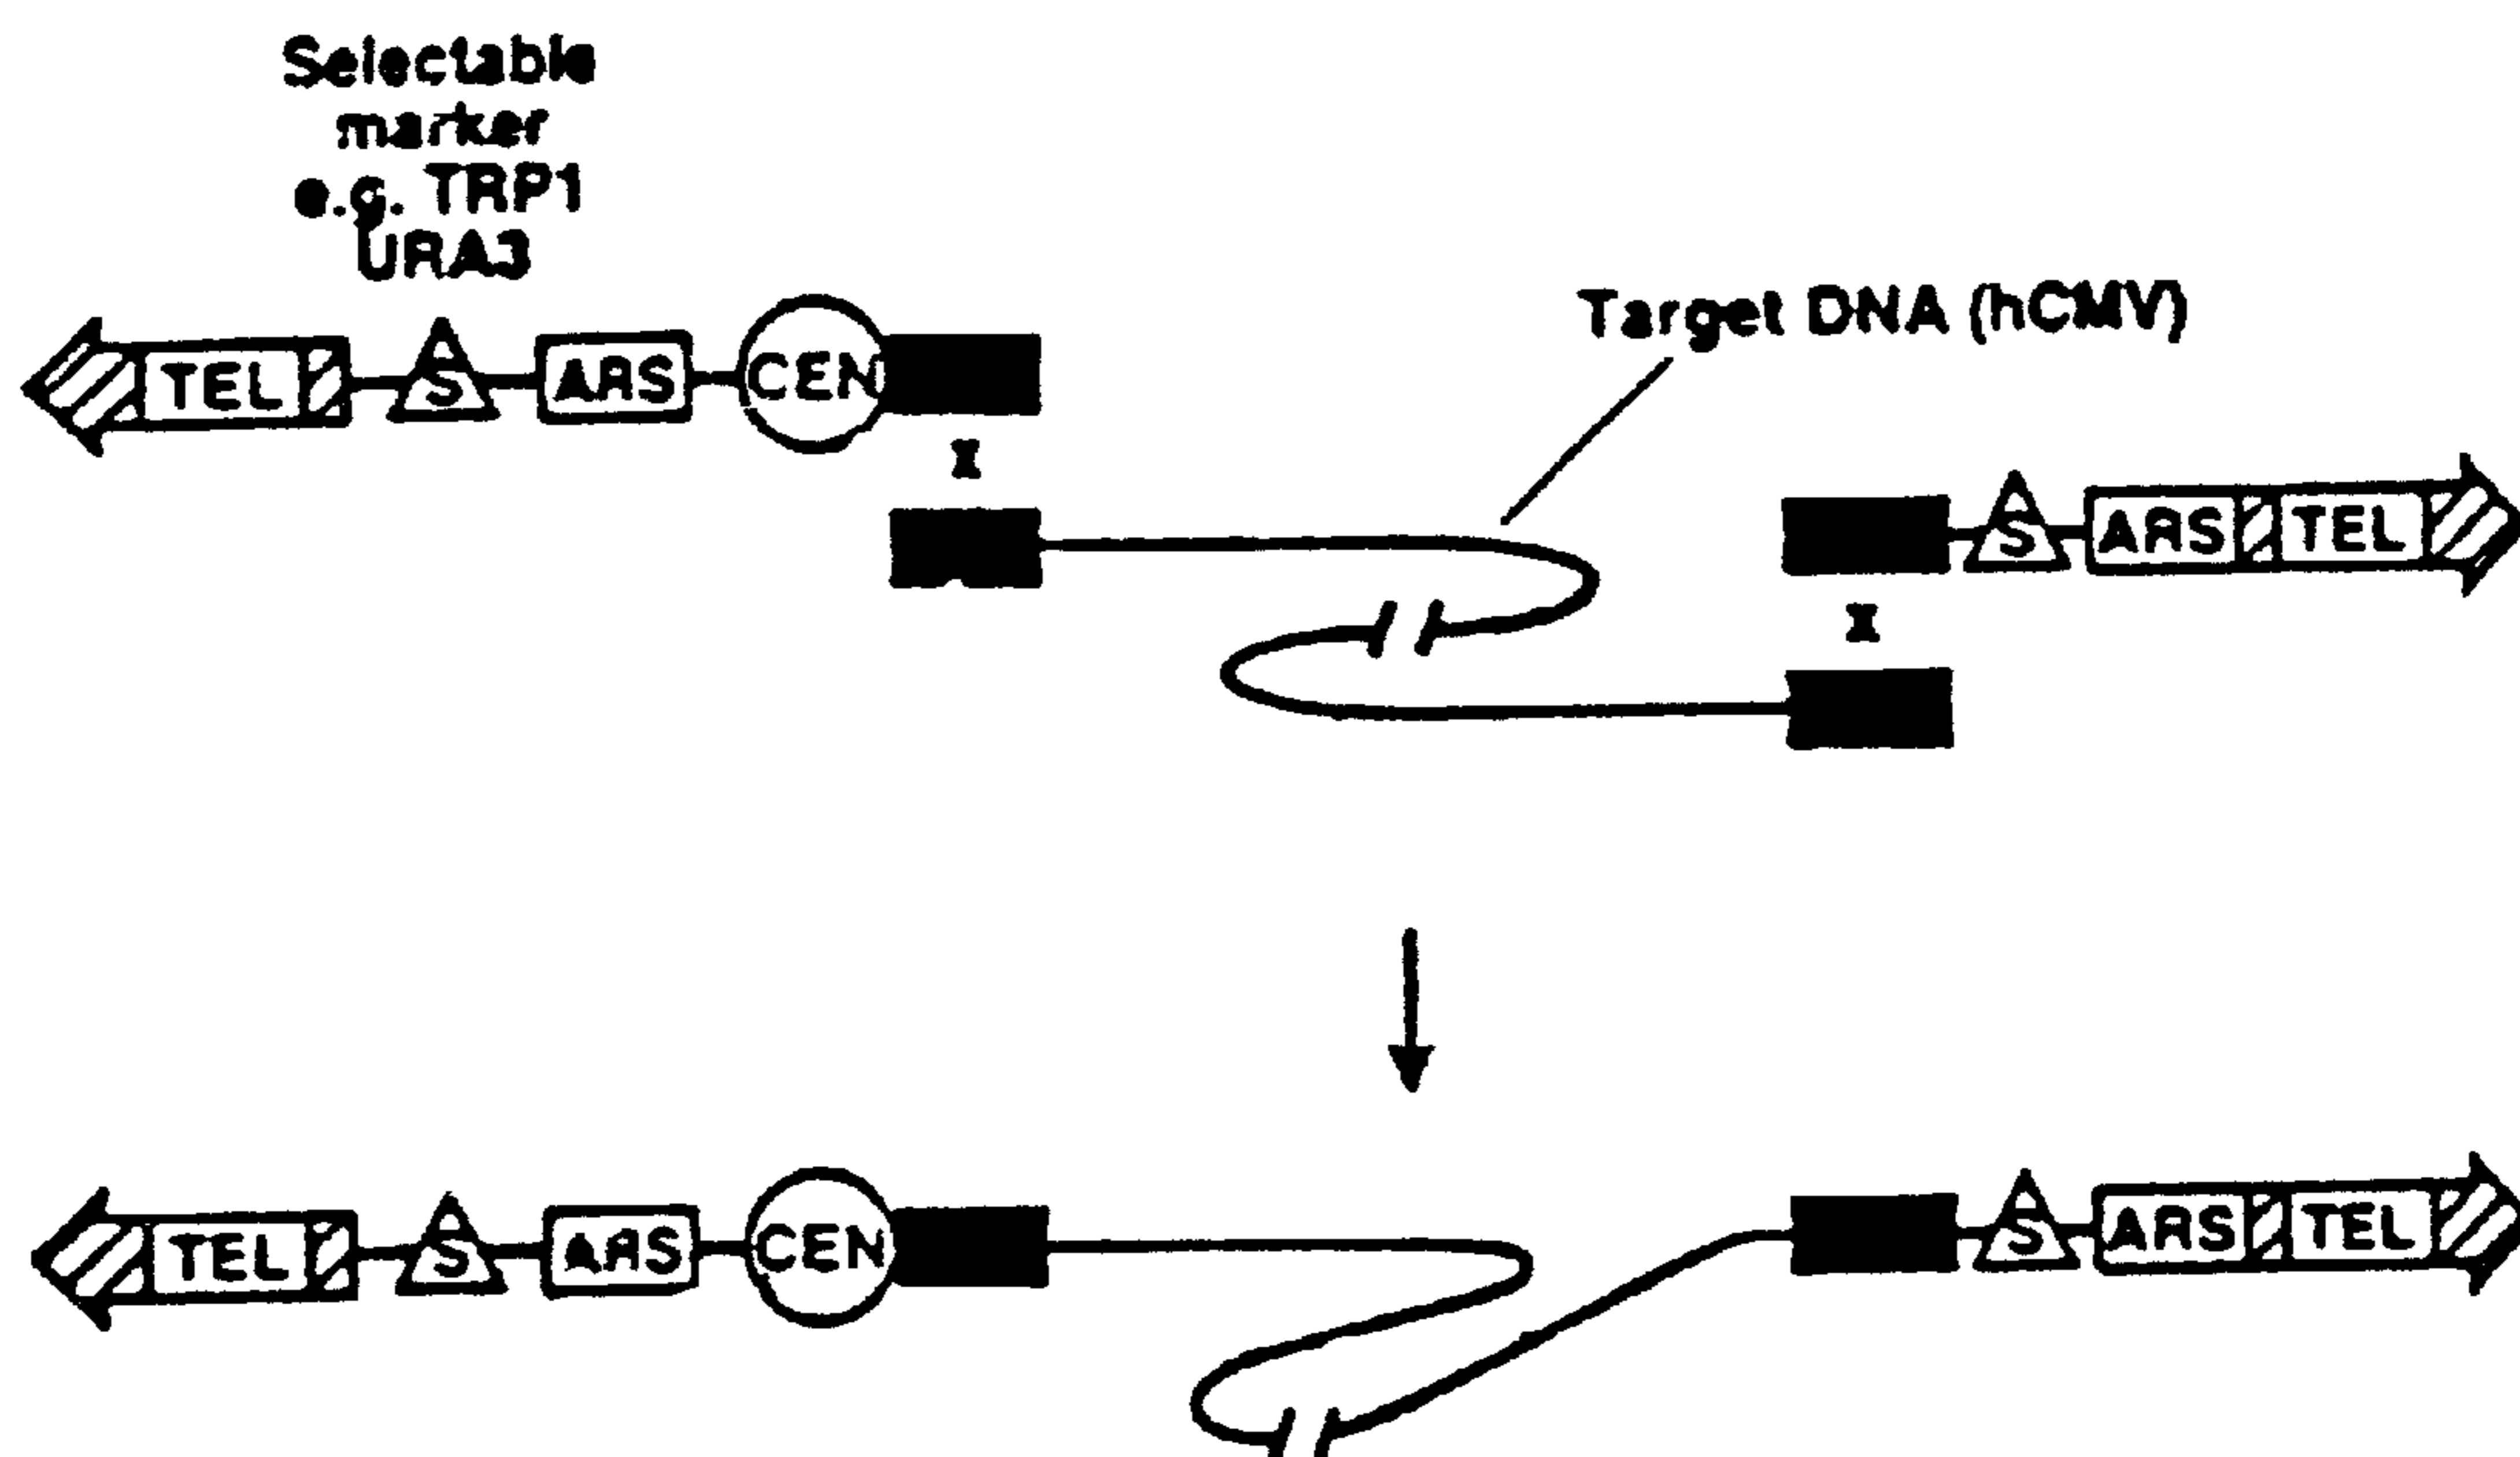 Selectable
marker
e.g. TRP1
URA3
Target DNA (hCMV)
TEL S ARS CEN
S ARS TEL
TEL S ARS CEN
S ARS TEL